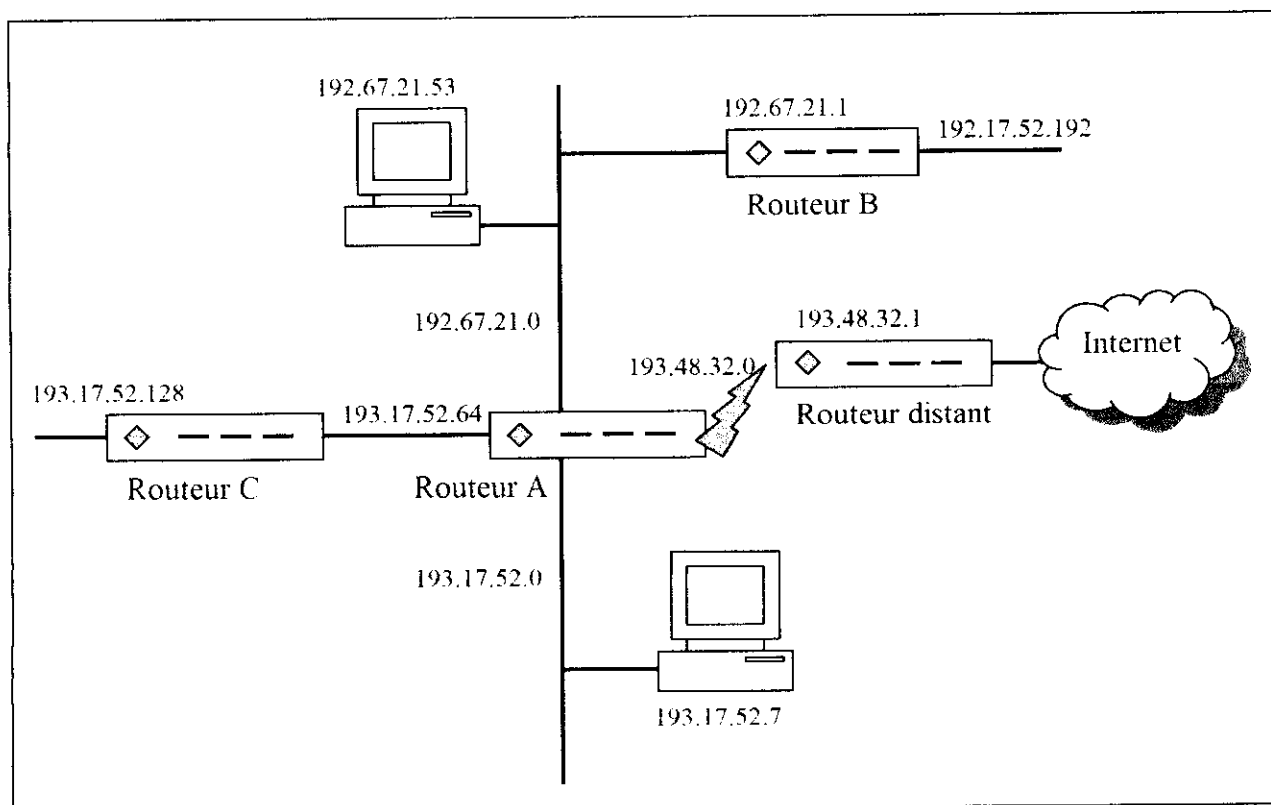 192.67.21.53
192.67.21.1
192.17.52.192
Routeur B
192.67.21.0
193.48.32.1
Internet
193.48.32.0
193.17.52.128
193.17.52.64
Routeur distant
Routeur C
Routeur A
193.17.52.0
193.17.52.7